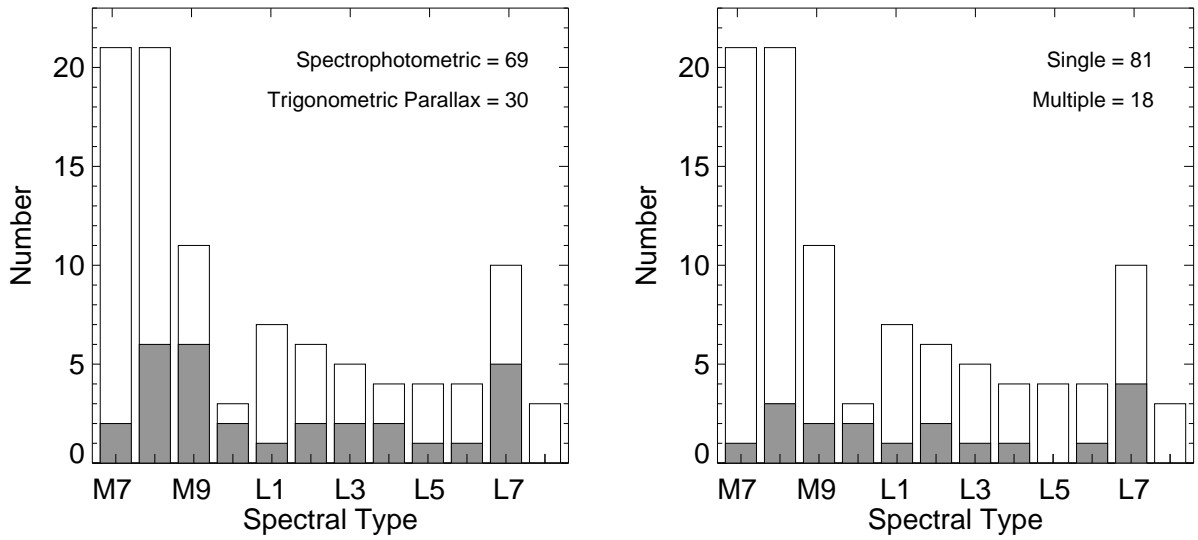 Spectrophotometric = 69
Trigonometric Parallax = 30
20
15
10
5
0
Number
M7 M9 L1 L3 L5 L7
Spectral Type
Single = 81
Multiple = 18
20
15
10
5
0
Number
M7 M9 L1 L3 L5 L7
Spectral Type